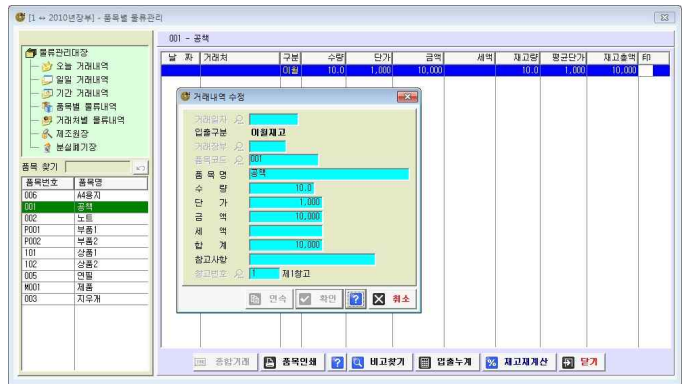 [1 ↔ 2010년장부] - 품목별 물류관리
물류관리대장
오늘 거래내역
일일 거래내역
기간 거래내역
품목별 물류내역
거래처별 물류내역
제조원장
분실폐기장
품목 찾기
품목번호 품목명
006 A4용지
001 공책
002 노트
P001 부품1
P002 부품2
101 상품1
102 상품2
005 연필
M001 제품
003 지우개
001 - 공책
날 짜 거래처 구분 수량 단가 금액 세액 재고량 평균단가 재고총액 티
이월 10.0 1,000 10,000 10.0 1,000 10,000
거래내역 수정
거래일자
입출구분 이월재고
거래장부
품목코드 001
품 목 명 공책
수 량 10.0
단 가 1,000
금 액 10,000
세 액
합 계 10,000
참고사항
창고번호 1 제1창고
연속 확인 ? 취소
종합거래 품목인쇄 ? 비고찾기 입출누계 재고재계산 닫기